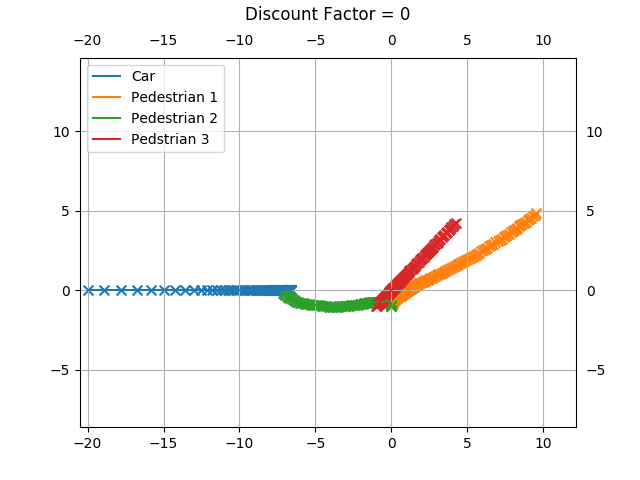 Discount Factor = 0
−20 −15 −10 −5 0 5 10
Car
Pedestrian 1
Pedestrian 2
Pedstrian 3
10 10
5 5
0 0
−5 −5
−20 −15 −10 −5 0 5 10